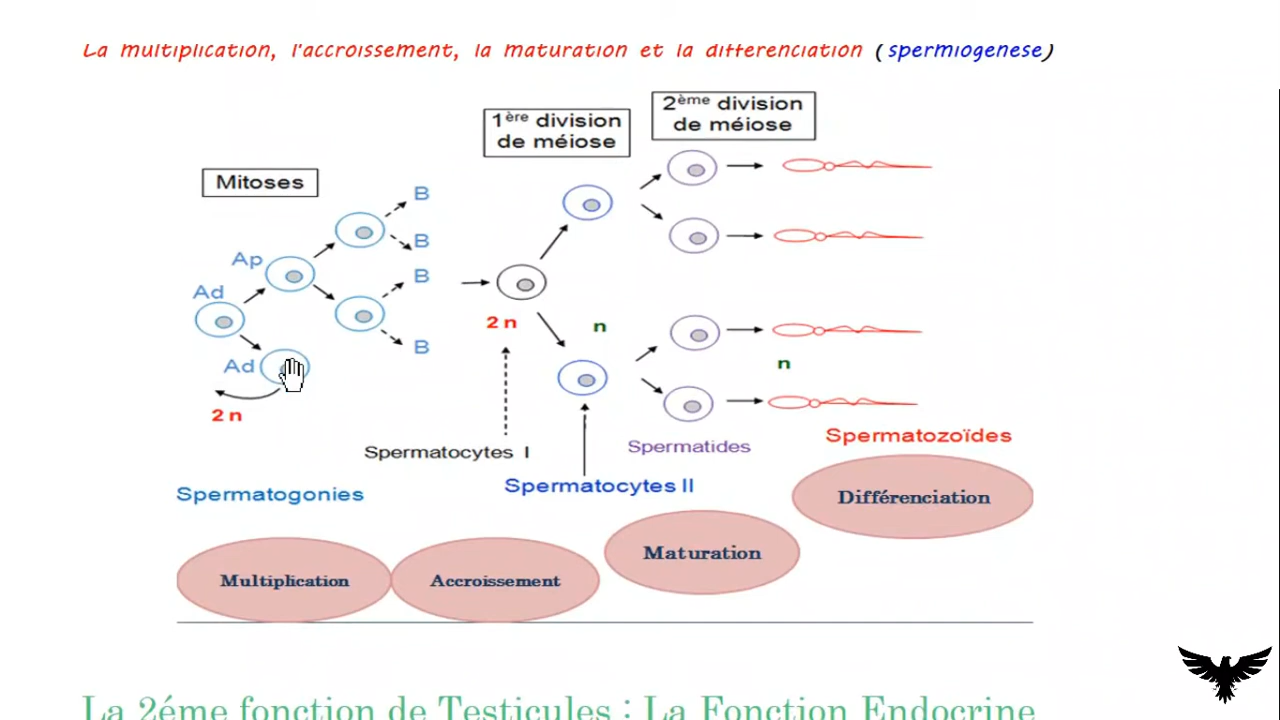 La multiplication, l'accroissement, la maturation et la différenciation (spermiogenese)
2ème division
de méiose
1ère division
de méiose
Mitoses
B
B
Ap
B
Ad
2 n
n
B
Ad
n
2 n
Spermatozoïdes
Spermatides
Spermatocytes I
Spermatocytes II
Spermatogonies
Différenciation
Maturation
Multiplication
Accroissement
La 2éme fonction de Testicules : La Fonction Endocrine